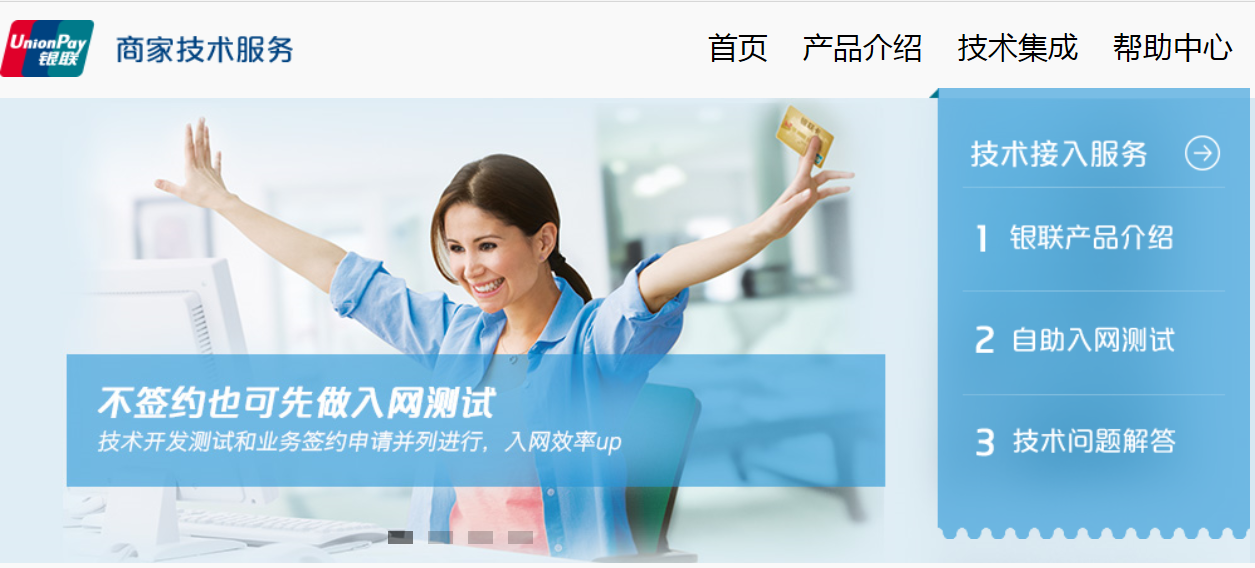 UnionPay
银联
商家技术服务
首页 产品介绍 技术集成 帮助中心
技术接入服务
1 银联产品介绍
2 自助入网测试
3 技术问题解答
不签约也可先做入网测试
技术开发测试和业务签约申请并列进行，入网效率up